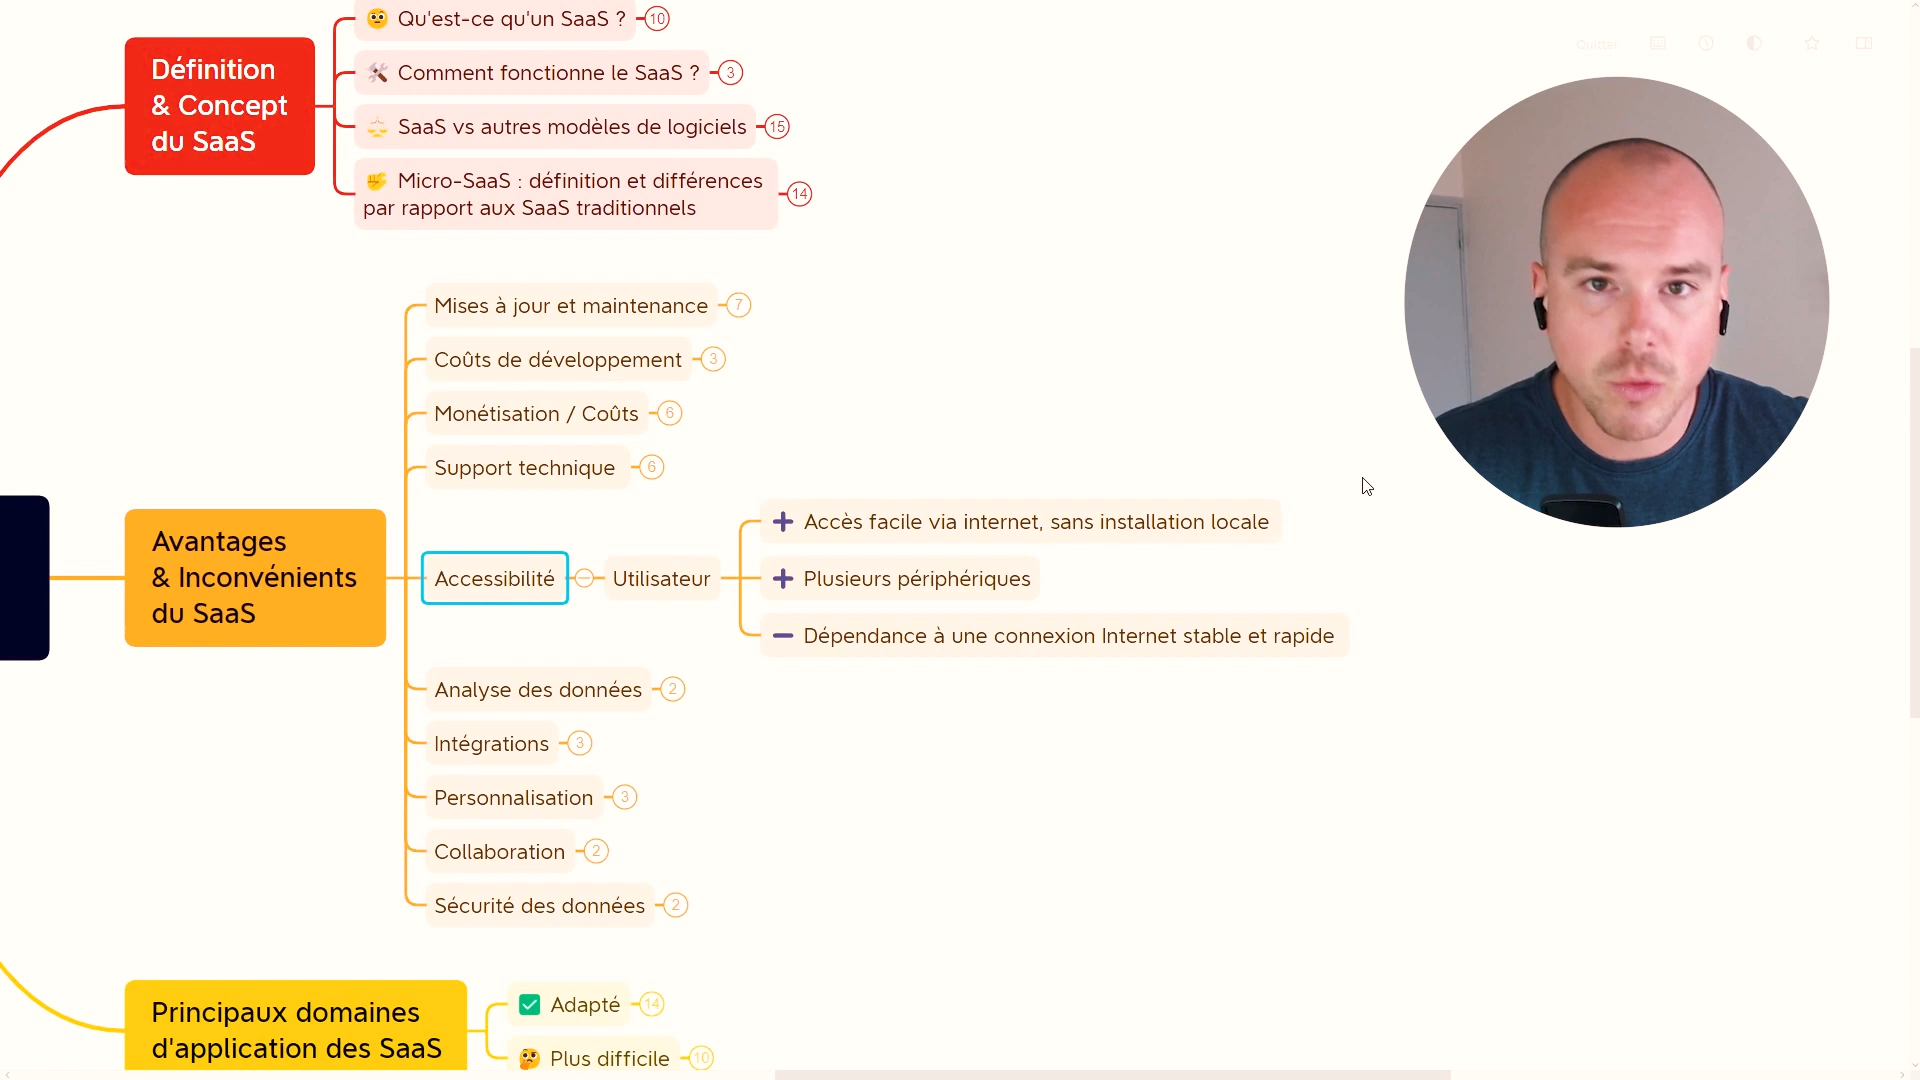 Définition
& Concept
du SaaS
Qu'est-ce qu'un SaaS ?
10
Comment fonctionne le SaaS ?
3
SaaS vs autres modèles de logiciels
15
Micro-SaaS : définition et différences
par rapport aux SaaS traditionnels
14
Quitter
Avantages
& Inconvénients
du SaaS
Mises à jour et maintenance
7
Coûts de développement
3
Monétisation / Coûts
6
Support technique
6
Accessibilité
Utilisateur
Accès facile via internet, sans installation locale
Plusieurs périphériques
Dépendance à une connexion Internet stable et rapide
Analyse des données
2
Intégrations
3
Personnalisation
3
Collaboration
2
Sécurité des données
2
Principaux domaines
d'application des SaaS
Adapté
14
Plus difficile
10